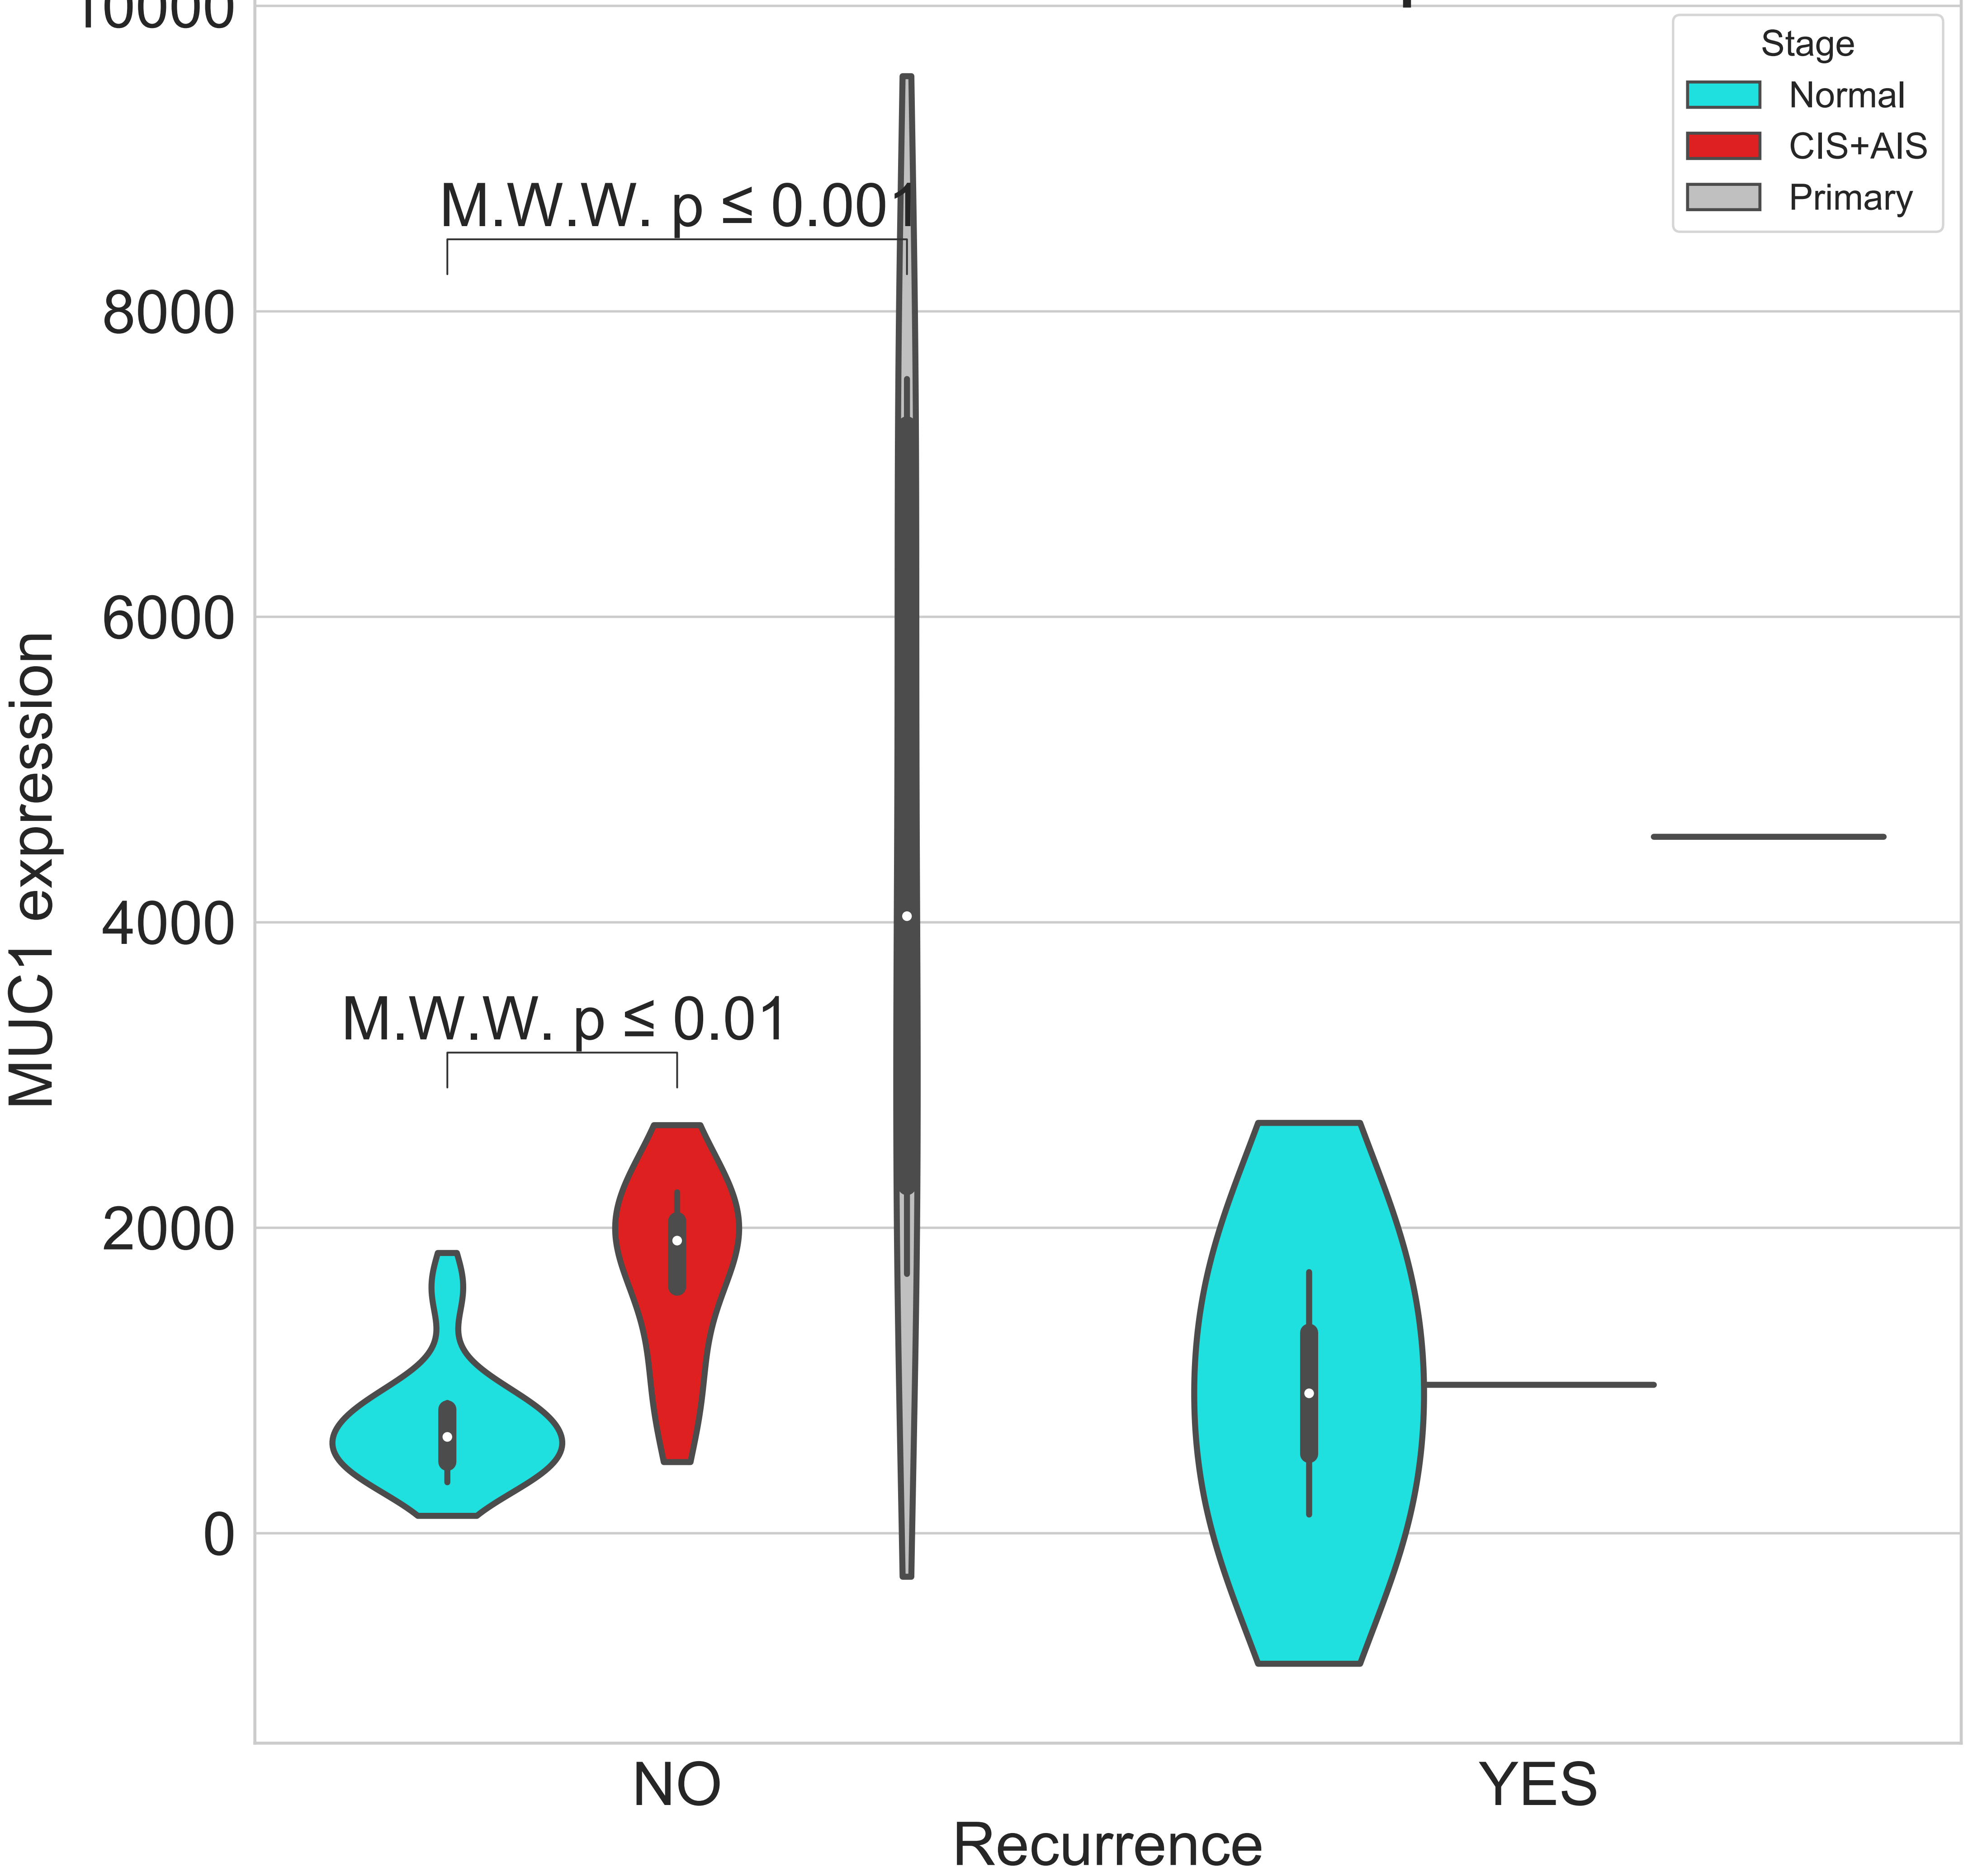 10000
8000
6000
4000
2000
0
MUC1 expression
M.W.W. p ≤ 0.001
M.W.W. p ≤ 0.01
Stage
Normal
CIS+AIS
Primary
NO
YES
Recurrence